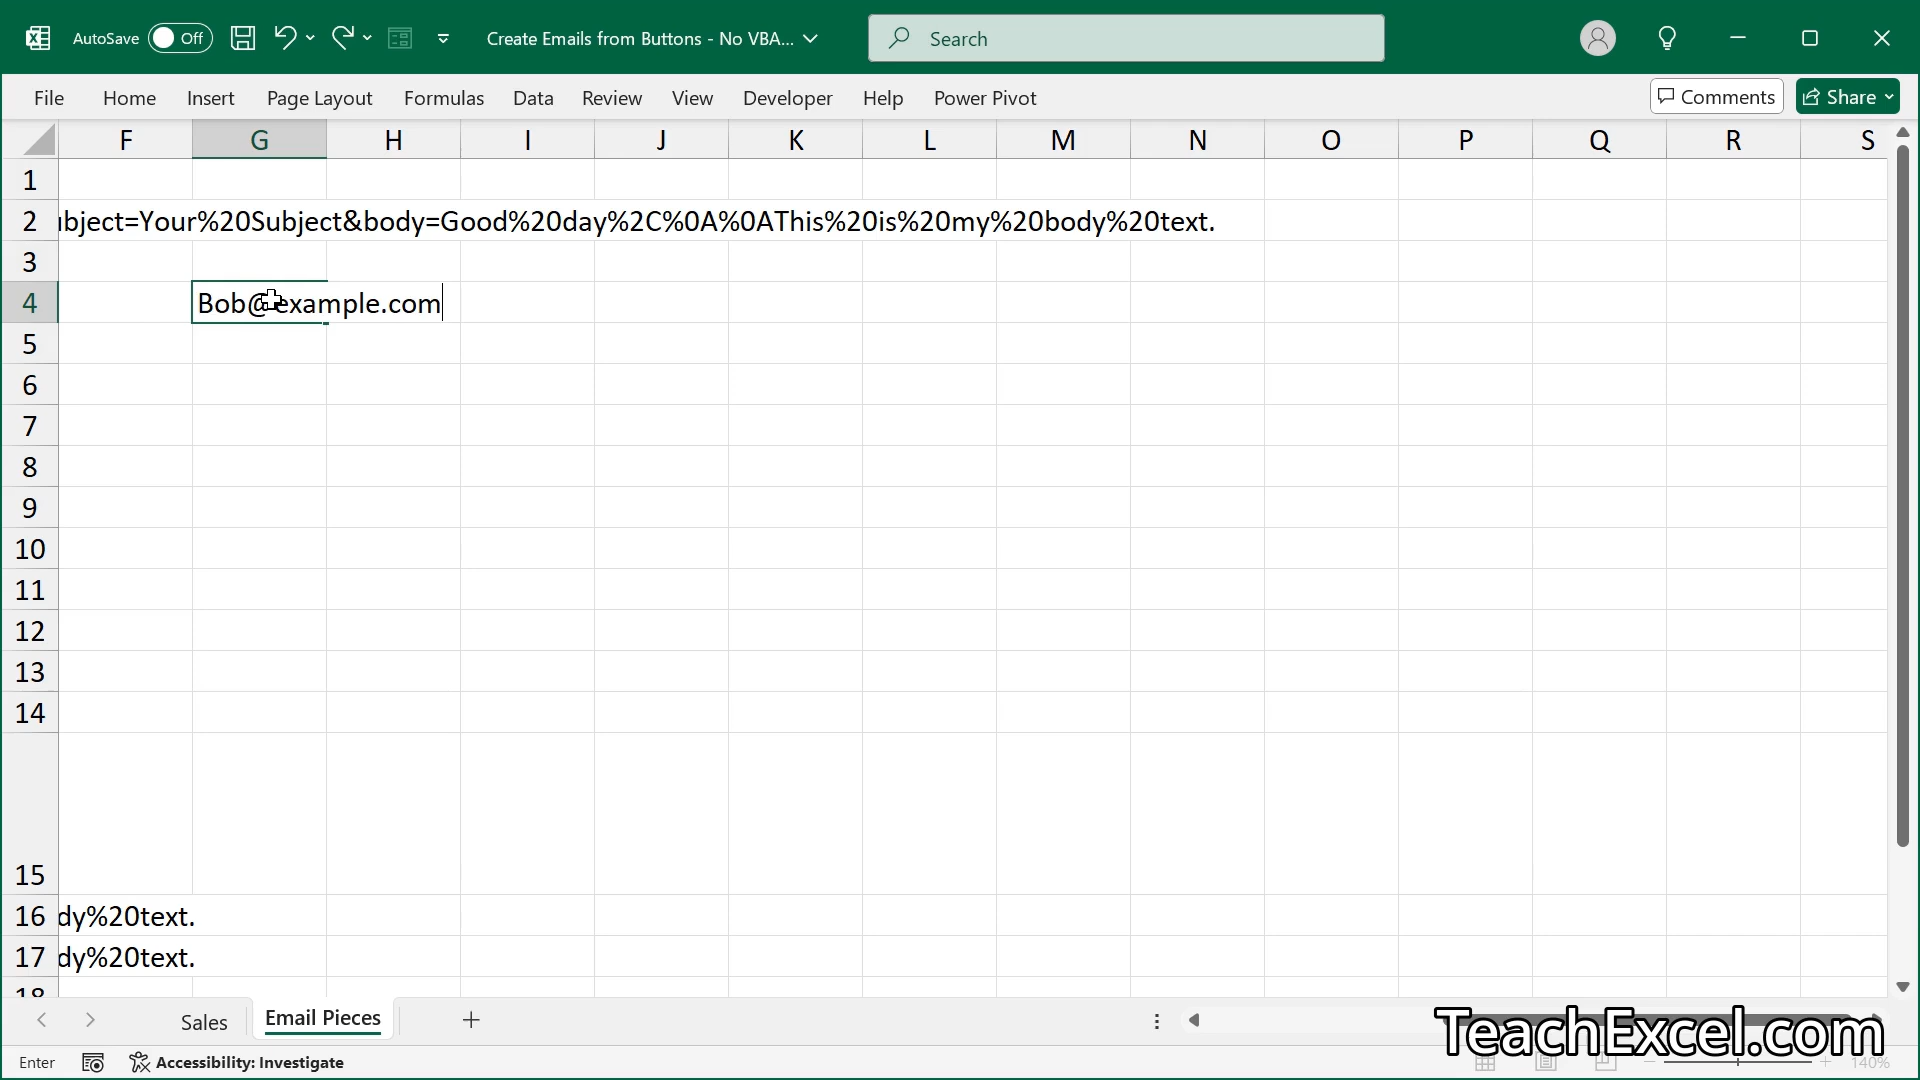 AutoSave Off Create Emails from Buttons - No VBA... Search
File Home Insert Page Layout Formulas Data Review View Developer Help Power Pivot Comments Share
F G H I J K L M N O P Q R S
1
2 ubject=Your%20Subject&body=Good%20day%2C%0A%0AThis%20is%20my%20body%20text.
3
4 Bob@example.com
5
6
7
8
9
10
11
12
13
14
15
16 dy%20text.
17 dy%20text.
18
Sales Email Pieces
TeachExcel.com
Enter Accessibility: Investigate 140%